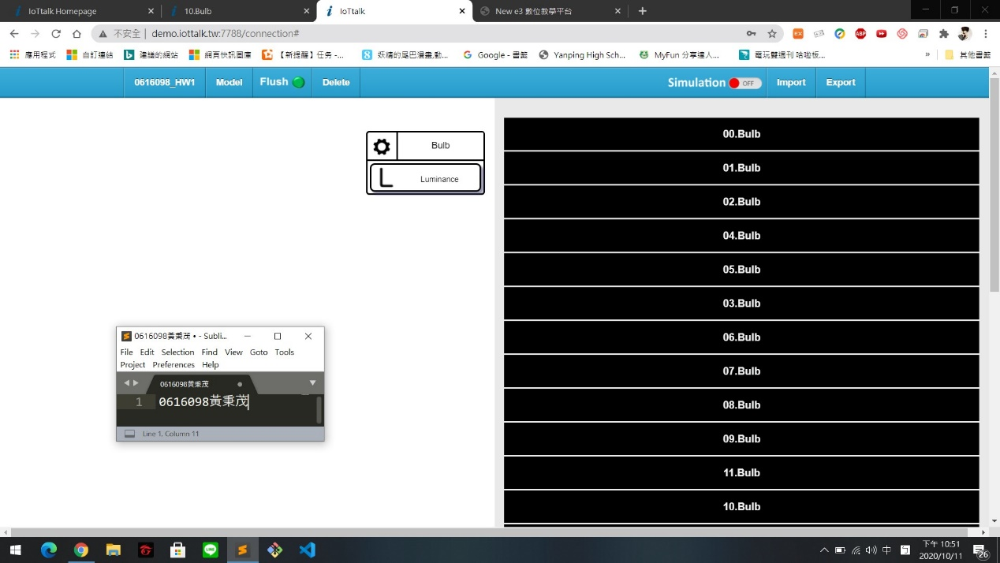 IoTtalk Homepage
10.Bulb
IoTtalk
New e3 數位教學平台
不安全 | demo.iottalk.tw:7788/connection#
應用程式
自訂連結
建議的網站
網頁快訊圖庫
【新提醒】任務 -...
妖精的尾巴漫畫,動...
Google - 書籤
Yanping High Sch...
MyFun 分享達人...
電玩雙週刊 哈啦板...
»
其他書籤
0616098_HW1
Model
Flush
Delete
Simulation OFF
Import
Export
Bulb
Luminance
00.Bulb
01.Bulb
02.Bulb
04.Bulb
05.Bulb
03.Bulb
06.Bulb
07.Bulb
08.Bulb
09.Bulb
11.Bulb
10.Bulb
0616098黃秉茂 • - Subli...
File Edit Selection Find View Goto Tools
Project Preferences Help
0616098黃秉茂
1 0616098黃秉茂
Line 1, Column 11
中
下午 10:51
2020/10/11
26